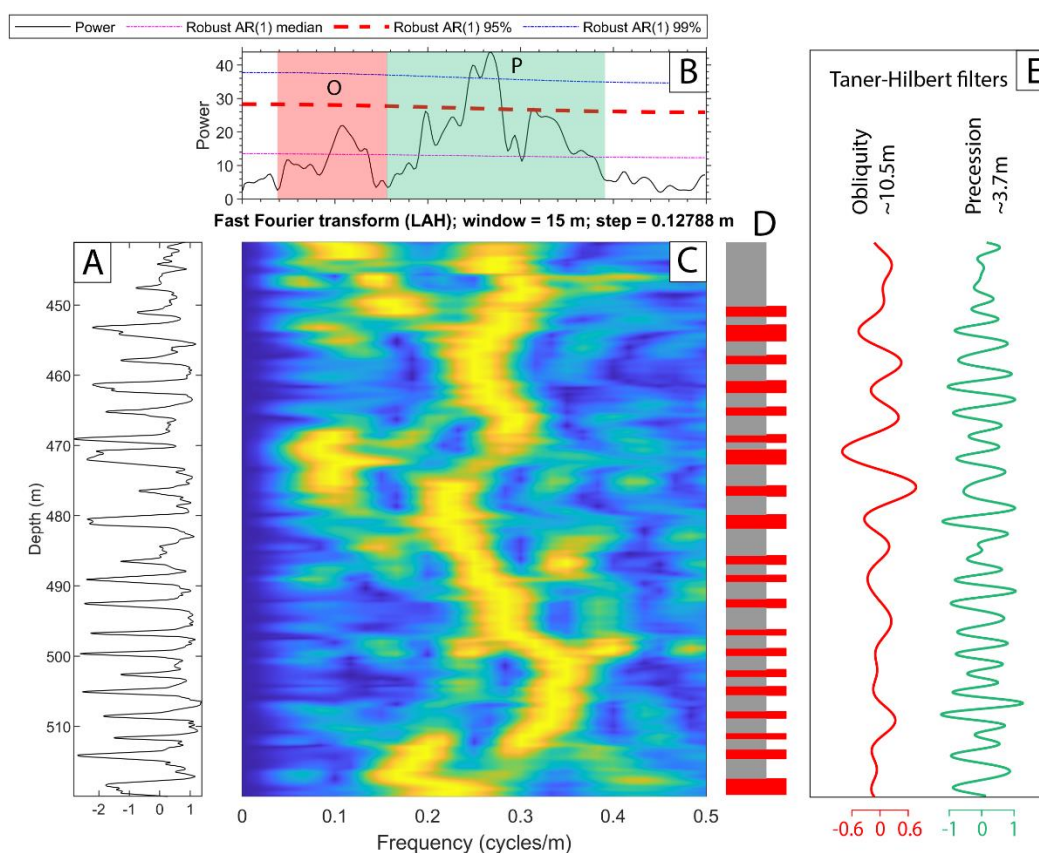 Power Robust AR(1) median Robust AR(1) 95% Robust AR(1) 99%
B
O
P
40
30
20
10
0
Power
Fast Fourier transform (LAH); window = 15 m; step = 0.12788 m
A
450
460
470
480
490
500
510
Depth (m)
-2 -1 0 1
C
0 0.1 0.2 0.3 0.4 0.5
Frequency (cycles/m)
D
E
Taner-Hilbert filters
Obliquity
~10.5m
Precession
~3.7m
-0.6 0 0.6
-1 0 1